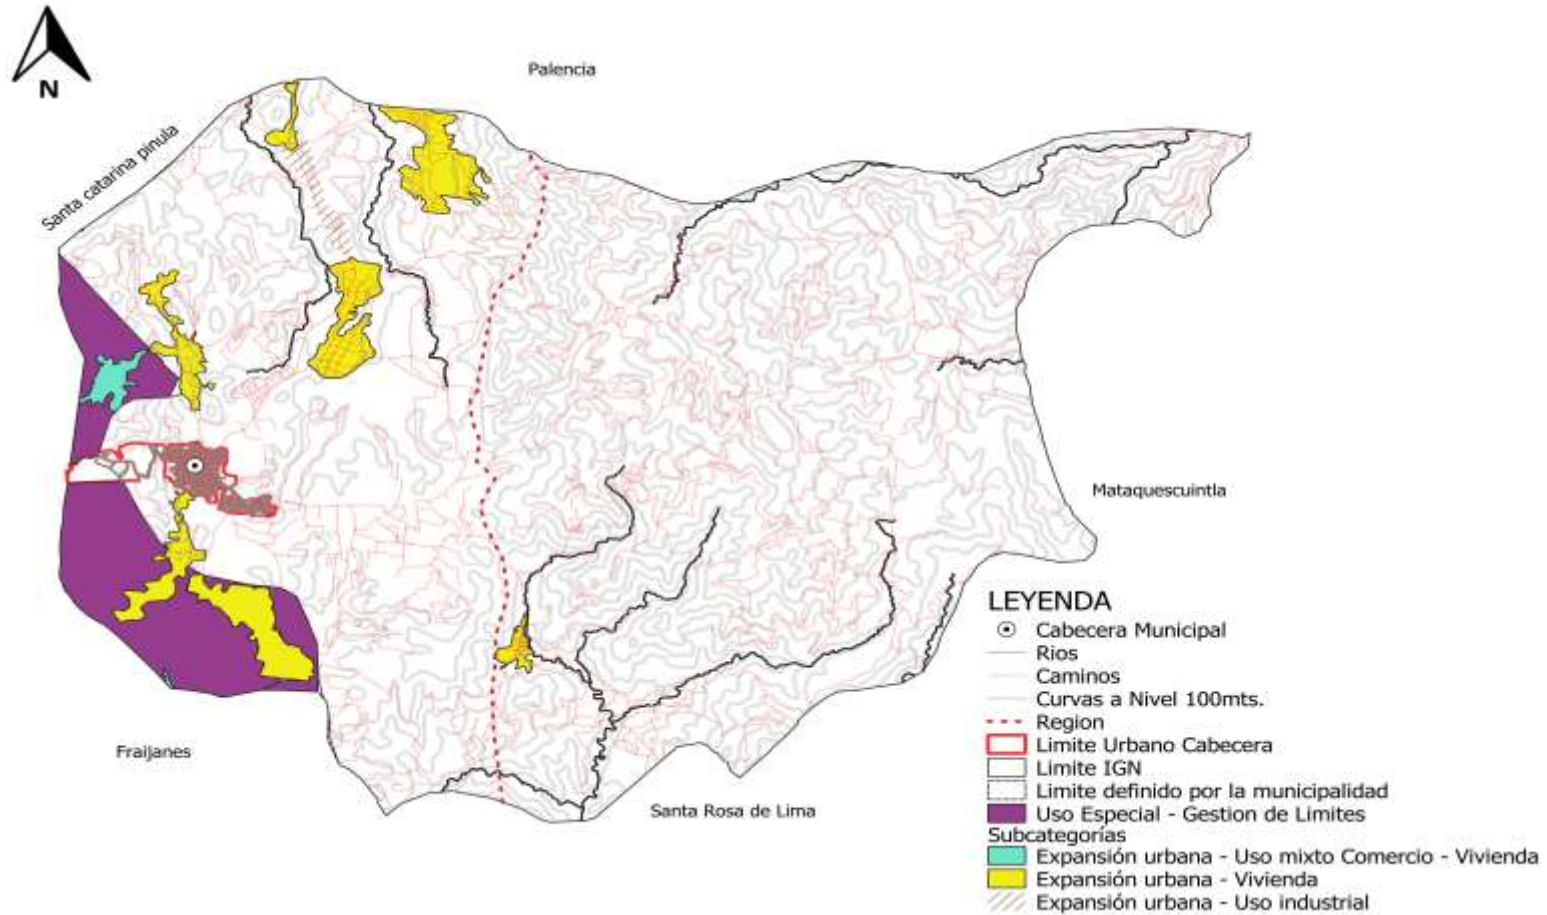 N
Palencia
Santa catarina pinula
Mataquescuintla
Fraijanes
Santa Rosa de Lima
LEYENDA
Cabecera Municipal
Rios
Caminos
Curvas a Nivel 100mts.
Region
Limite Urbano Cabecera
Limite IGN
Limite definido por la municipalidad
Uso Especial - Gestion de Limites
Subcategorías
Expansión urbana - Uso mixto Comercio - Vivienda
Expansión urbana - Vivienda
Expansión urbana - Uso industrial